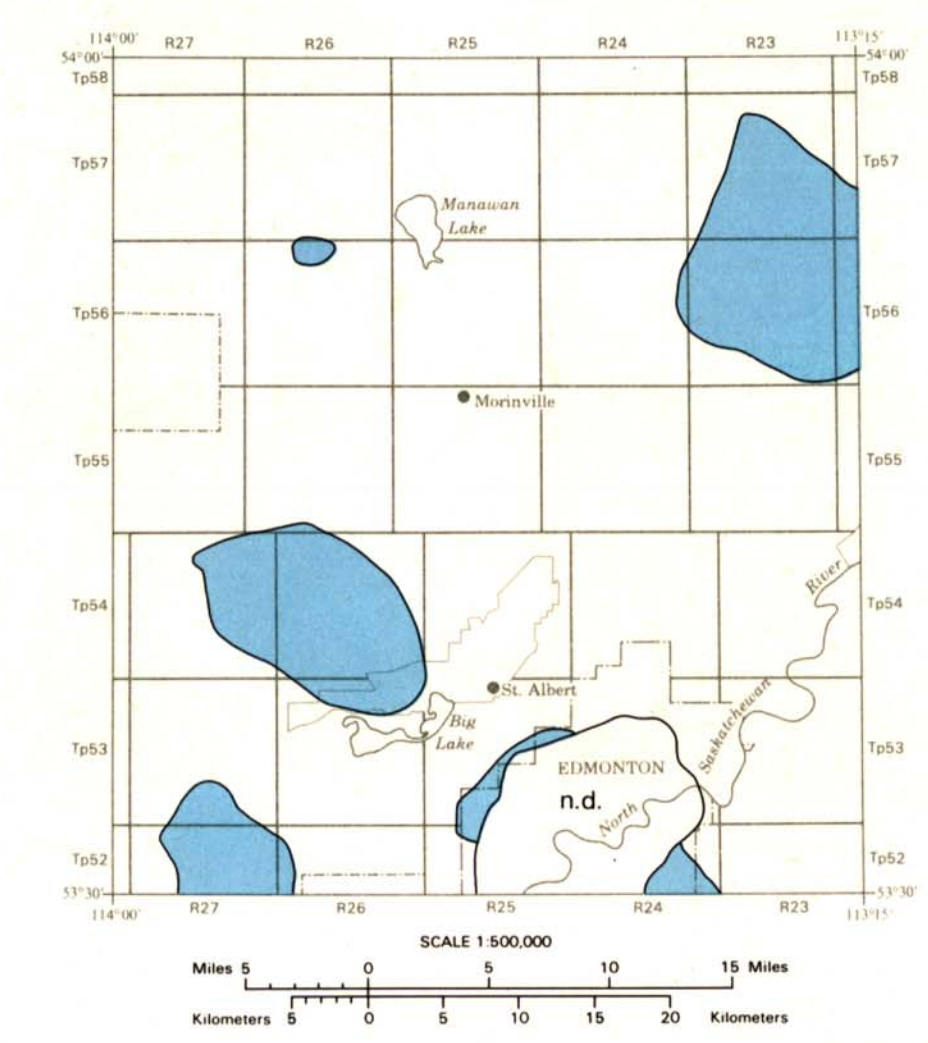 114°00' R27 R26 R25 R24 R23 113°15'
54°00' 54°00'
Tp58 Tp58
Tp57 Tp57
Manawan
Lake
Tp56 Tp56
Morinville
Tp55 Tp55
River
Tp54 Tp54
St. Albert
Saskatchewan
Big
Lake
Tp53 Tp53
EDMONTON
n.d.
North
Tp52 Tp52
53°30' 53°30'
114°00' R27 R26 R25 R24 R23 113°15'
SCALE 1:500,000
Miles 5 0 5 10 15 Miles
Kilometers 5 0 5 10 15 20 Kilometers